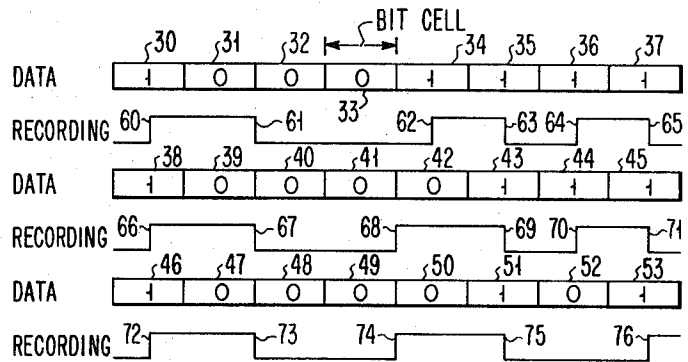 BIT CELL
30 31 32 34 35 36 37
DATA 1 0 0 0 1 1 1 1
33
RECORDING 60 61 62 63 64 65
38 39 40 41 42 43 44 45
DATA 1 0 0 0 0 1 1 1
RECORDING 66 67 68 69 70 71
46 47 48 49 50 51 52 53
DATA 1 0 0 0 0 1 0 1
RECORDING 72 73 74 75 76